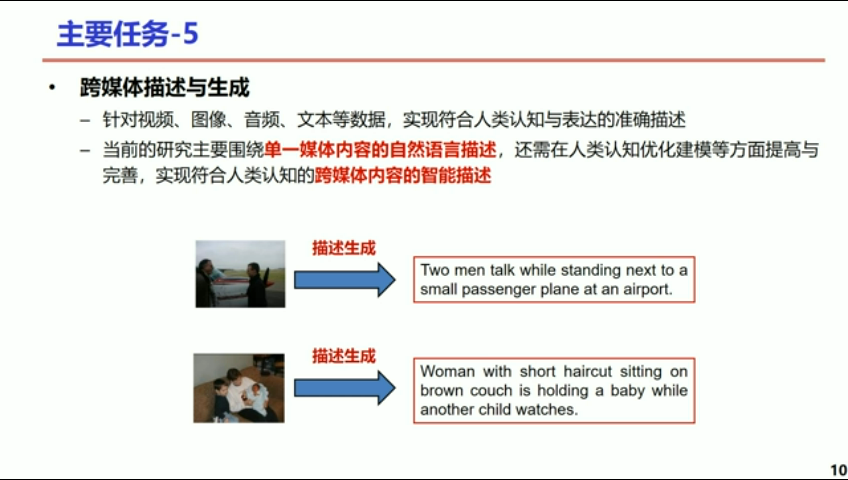 主要任务-5
• 跨媒体描述与生成
– 针对视频、图像、音频、文本等数据，实现符合人类认知与表达的准确描述
– 当前的研究主要围绕单一媒体内容的自然语言描述，还需在人类认知优化建模等方面提高与
完善，实现符合人类认知的跨媒体内容的智能描述
描述生成
Two men talk while standing next to a
small passenger plane at an airport.
描述生成
Woman with short haircut sitting on
brown couch is holding a baby while
another child watches.
10